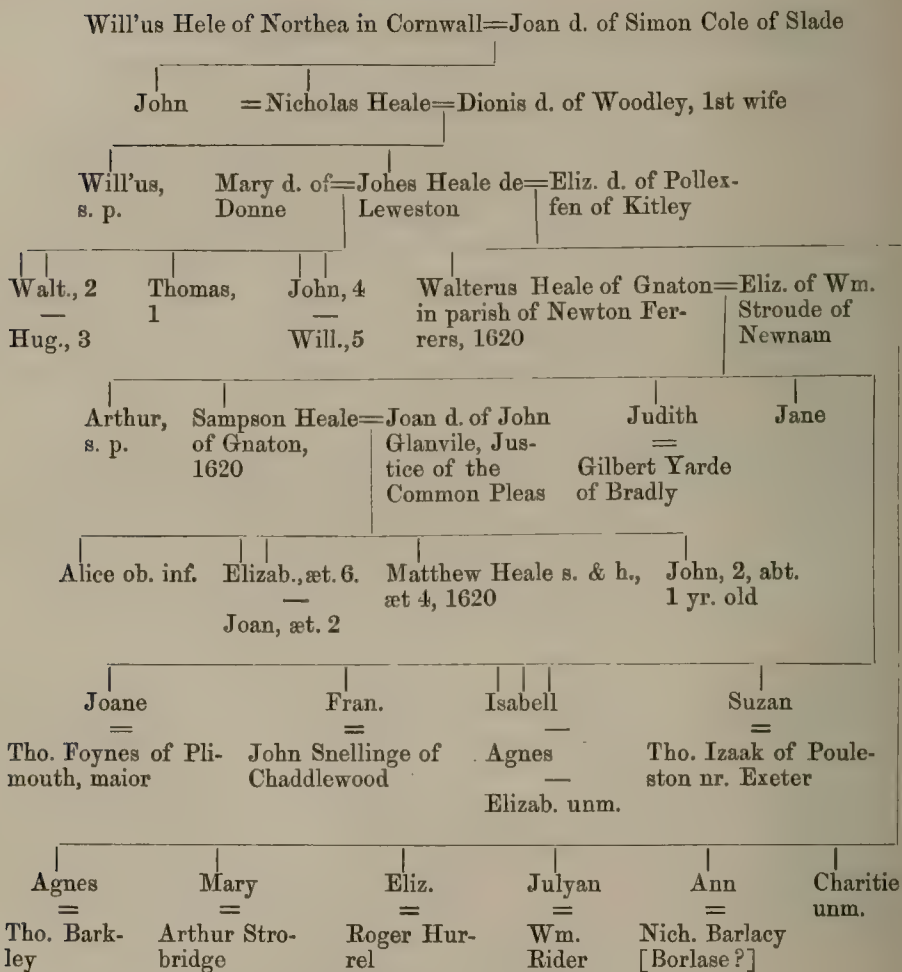 Will'us Hele of Northea in Cornwall=Joan d. of Simon Cole of Slade
John =Nicholas Heale=Dionis d. of Woodley, 1st wife
Will'us, Mary d. of=Johes Heale de=Eliz. d. of Pollex-
s. p. Donne Leweston fen of Kitley
Walt., 2 Thomas, John, 4 Walterus Heale of Gnaton=Eliz. of Wm.
— 1 — in parish of Newton Fer- Stroude of
Hug., 3 Will., 5 rers, 1620 Newnam
Arthur, Sampson Heale=Joan d. of John Judith Jane
s. p. of Gnaton, Glanvile, Jus- =
1620 tice of the Gilbert Yarde
Common Pleas of Bradly
Alice ob. inf. Elizab., æt. 6. Matthew Heale s. & h., John, 2, abt.
— æt 4, 1620 1 yr. old
Joan, æt. 2
Joane Fran. Isabell Suzan
= = — =
Tho. Foynes of Pli- John Snellinge of Agnes Tho. Izaak of Poule-
mouth, maior Chaddlewood — ston nr. Exeter
Elizab. unm.
Agnes Mary Eliz. Julyan Ann Charitie
= = = = = unm.
Tho. Bark- Arthur Stro- Roger Hur- Wm. Nich. Barlacy
ley bridge rel Rider [Borlase?]